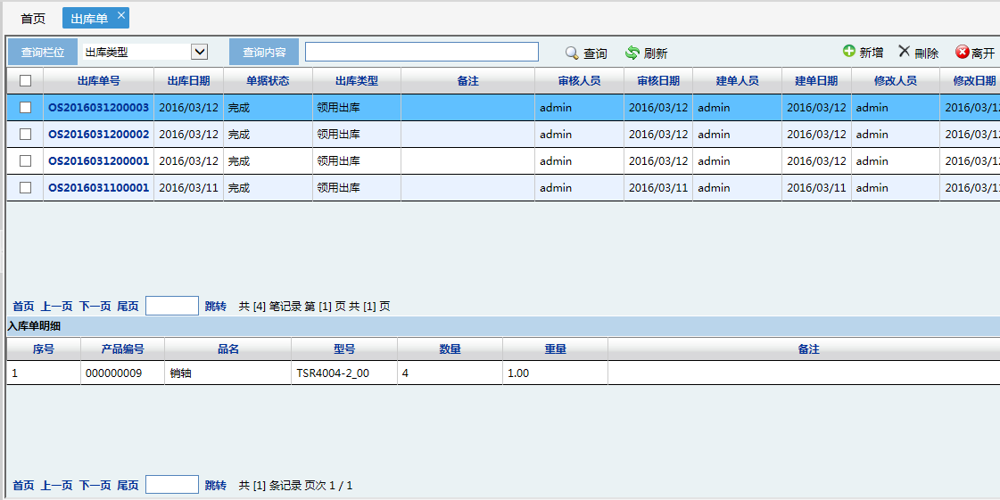 首页 出库单
查询栏位 出库类型 查询内容 查询 刷新 新增 删除 离开
出库单号 出库日期 单据状态 出库类型 备注 审核人员 审核日期 建单人员 建单日期 修改人员 修改日期
OS2016031200003 2016/03/12 完成 领用出库 admin 2016/03/12 admin 2016/03/12 admin 2016/03/12
OS2016031200002 2016/03/12 完成 领用出库 admin 2016/03/12 admin 2016/03/12 admin 2016/03/12
OS2016031200001 2016/03/12 完成 领用出库 admin 2016/03/12 admin 2016/03/12 admin 2016/03/12
OS2016031100001 2016/03/11 完成 领用出库 admin 2016/03/11 admin 2016/03/11 admin 2016/03/11
首页 上一页 下一页 尾页 跳转 共 [4] 笔记录 第 [1] 页 共 [1] 页
入库单明细
序号 产品编号 品名 型号 数量 重量 备注
1 000000009 销轴 TSR4004-2_00 4 1.00
首页 上一页 下一页 尾页 跳转 共 [1] 条记录 页次 1 / 1